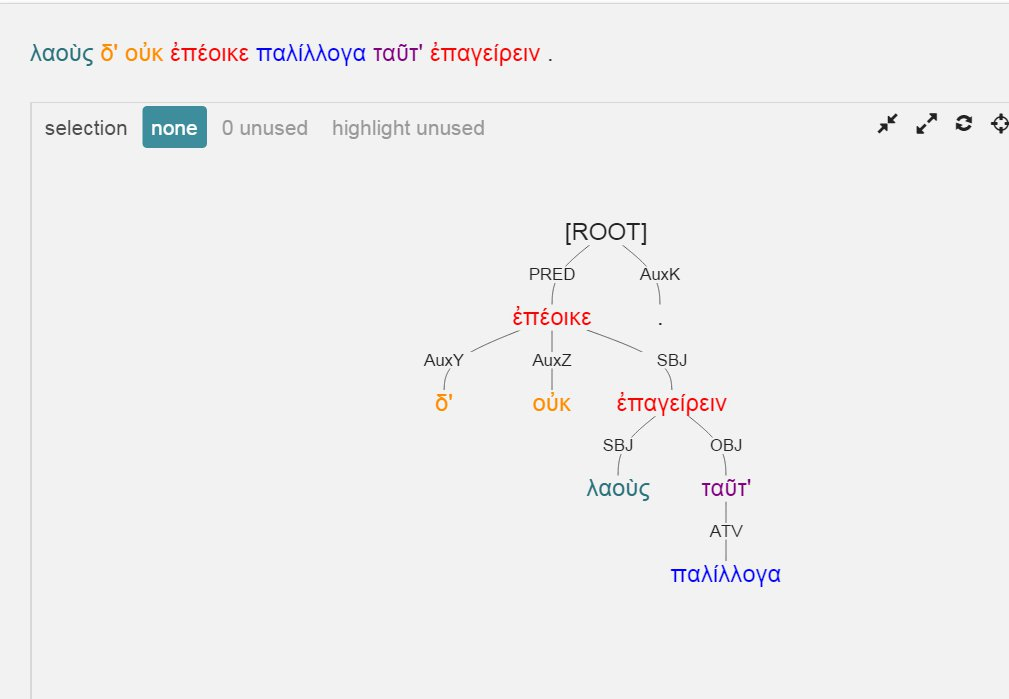 λαοὺς δ' οὐκ ἐπέοικε παλίλλογα ταῦτ' ἐπαγείρειν .
selection none 0 unused highlight unused
[ROOT]
PRED AuxK
ἐπέοικε .
AuxY AuxZ SBJ
δ' οὐκ ἐπαγείρειν
SBJ OBJ
λαοὺς ταῦτ'
ATV
παλίλλογα